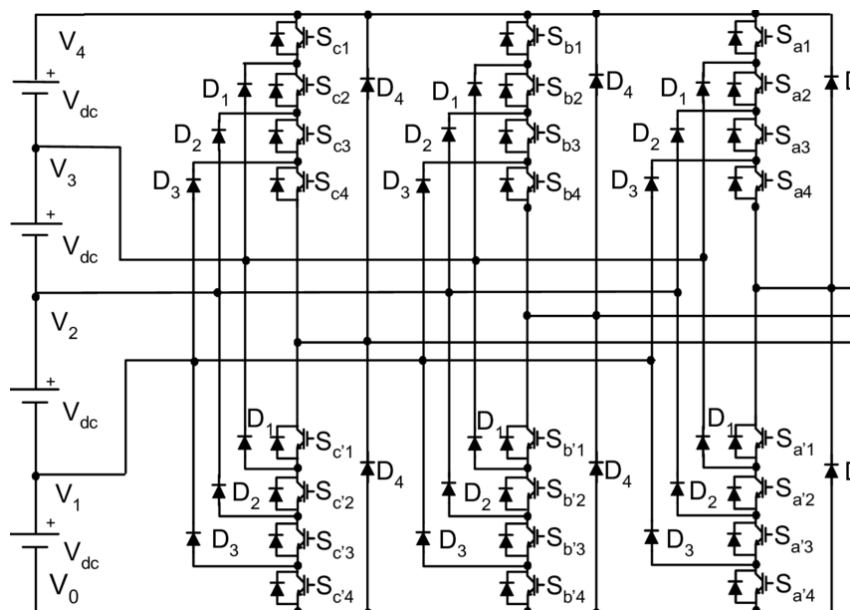 V4
Sc1
Sb1
Sa1
Vdc
D1
Sc2
D4
D1
Sb2
D4
D1
Sa2
D
D2
Sc3
D2
Sb3
D2
Sa3
V3
D3
Sc4
D3
Sb4
D3
Sa4
Vdc
V2
Vdc
D1
Sc'1
D1
Sb'1
D1
Sa'1
D4
D4
D
V1
D2
Sc'2
D2
Sb'2
D2
Sa'2
Vdc
D3
Sc'3
D3
Sb'3
D3
Sa'3
V0
Sc'4
Sb'4
Sa'4